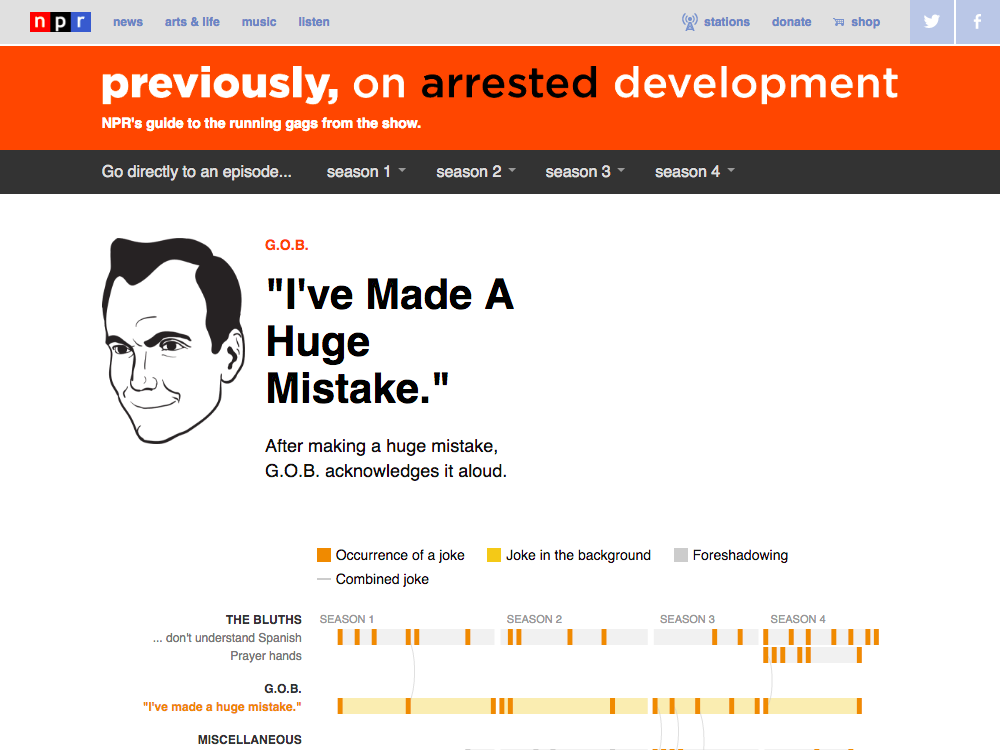 npr news arts & life music listen stations donate shop
previously, on arrested development
NPR's guide to the running gags from the show.
Go directly to an episode... season 1 season 2 season 3 season 4
G.O.B.
"I've Made A
Huge
Mistake."
After making a huge mistake,
G.O.B. acknowledges it aloud.
Occurrence of a joke Joke in the background Foreshadowing
Combined joke
THE BLUTHS SEASON 1 SEASON 2 SEASON 3 SEASON 4
... don't understand Spanish
Prayer hands
G.O.B.
"I've made a huge mistake."
MISCELLANEOUS